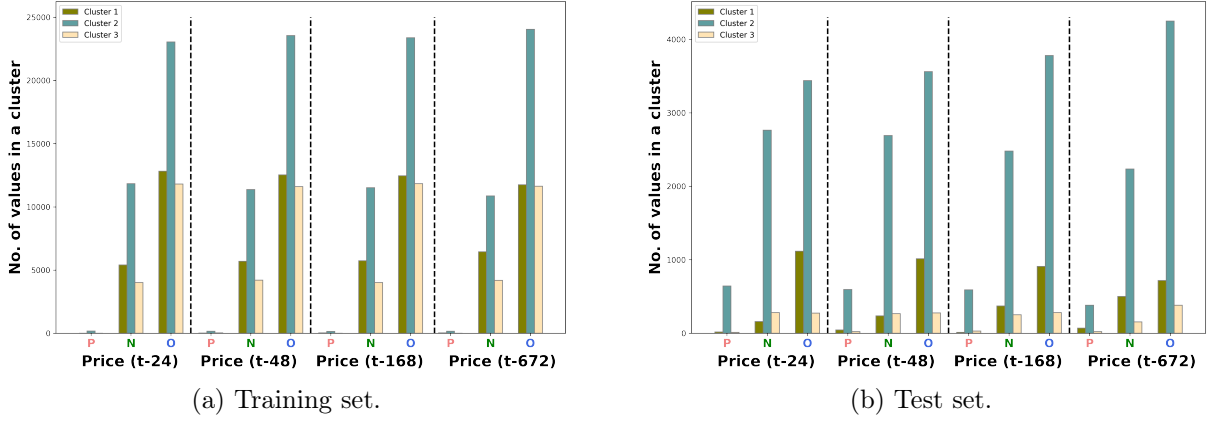 Cluster 1
Cluster 2
Cluster 3
25000
20000
15000
10000
5000
0
No. of values in a cluster
P N O P N O P N O P N O
Price (t-24) Price (t-48) Price (t-168) Price (t-672)
(a) Training set.
Cluster 1
Cluster 2
Cluster 3
4000
3000
2000
1000
0
No. of values in a cluster
P N O P N O P N O P N O
Price (t-24) Price (t-48) Price (t-168) Price (t-672)
(b) Test set.